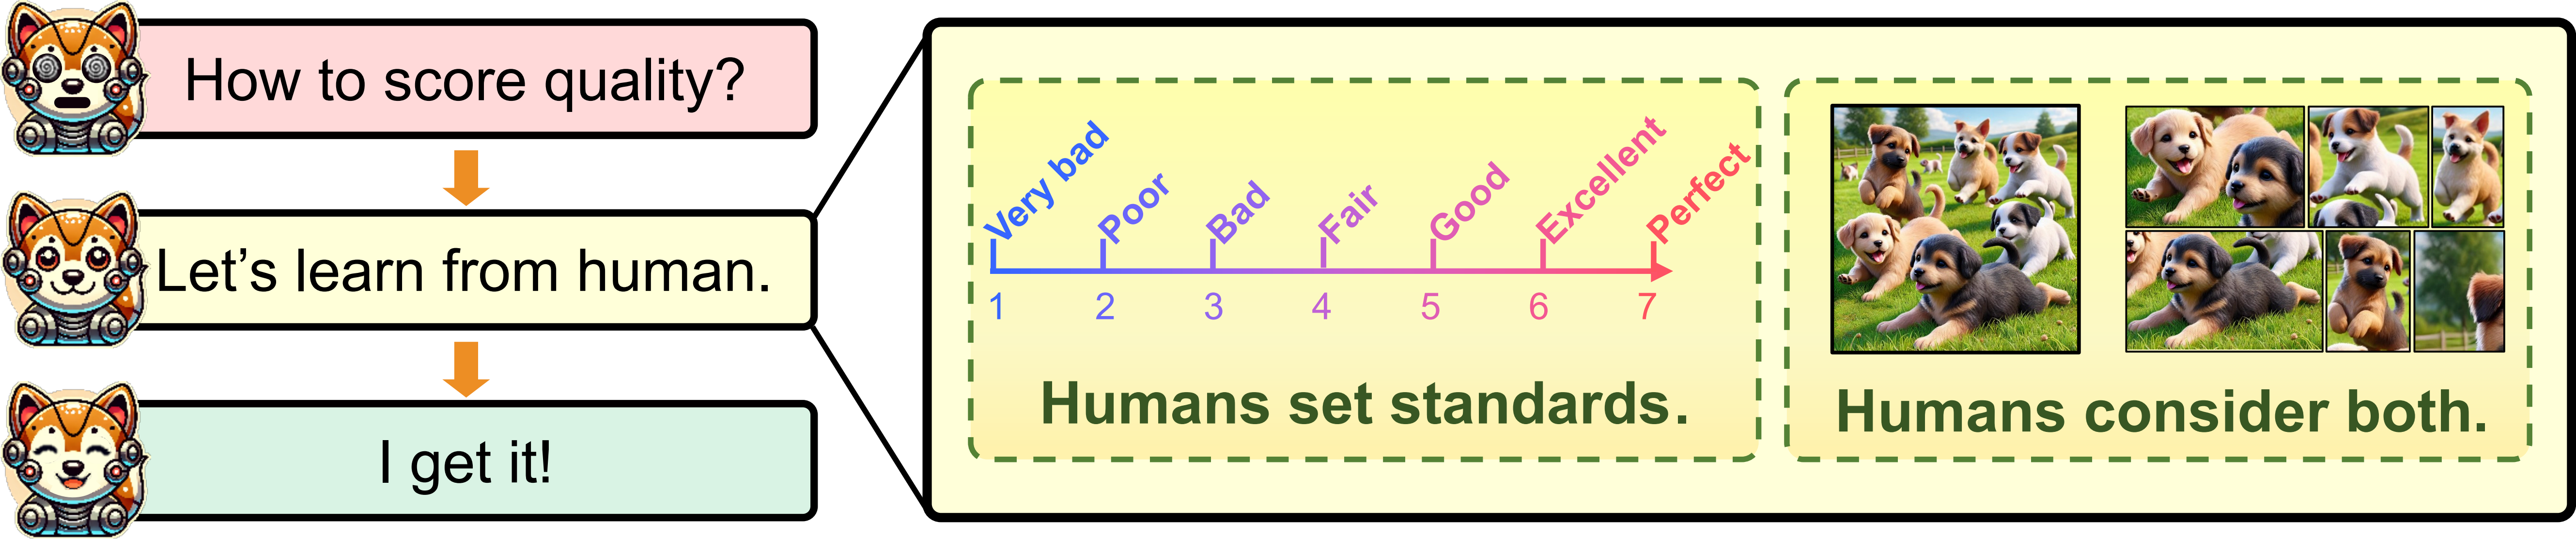 How to score quality?
Let’s learn from human.
I get it!
Very bad
Poor
Bad
Fair
Good
Excellent
Perfect
1 2 3 4 5 6 7
Humans set standards.
Humans consider both.